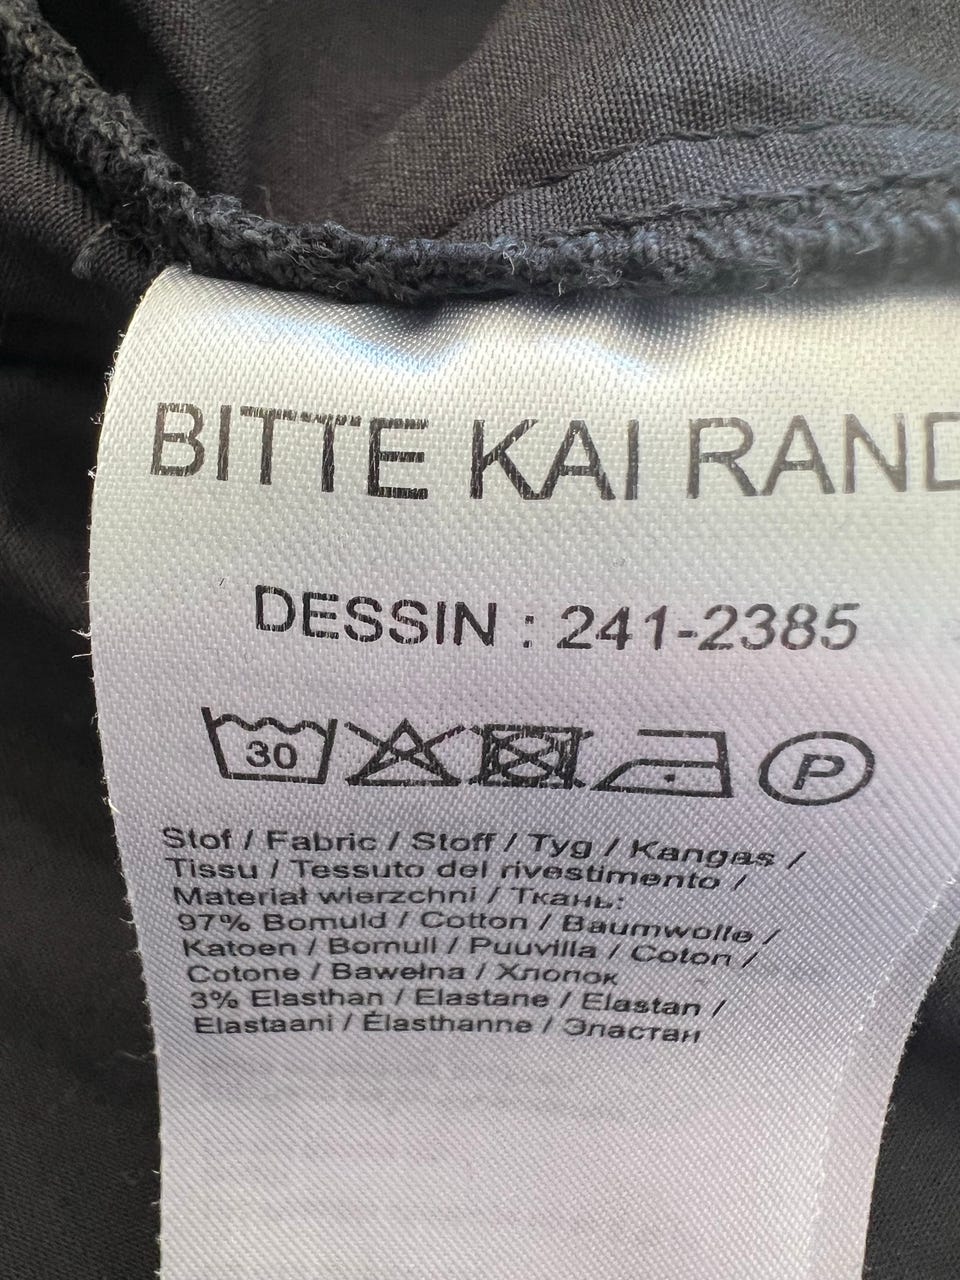 BITTE KAI RAND
DESSIN : 241-2385
30
P
Stof / Fabric / Stoff / Tyg / Kangas /
Tissu / Tessuto del rivestimento /
Materiał wierzchni / Ткань:
97% Bomuld / Cotton / Baumwolle /
Katoen / Bomull / Puuvilla / Coton /
Cotone / Bawełna / Хлопок
3% Elasthan / Elastane / Elastan /
Elastaani / Élasthanne / Эластан